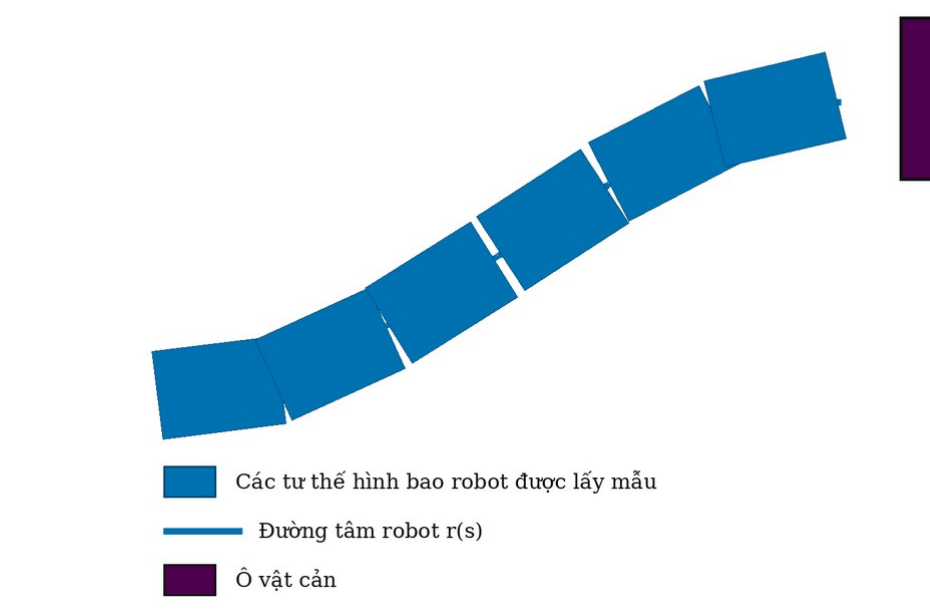 Các tư thế hình bao robot được lấy mẫu
Đường tâm robot r(s)
Ô vật cản